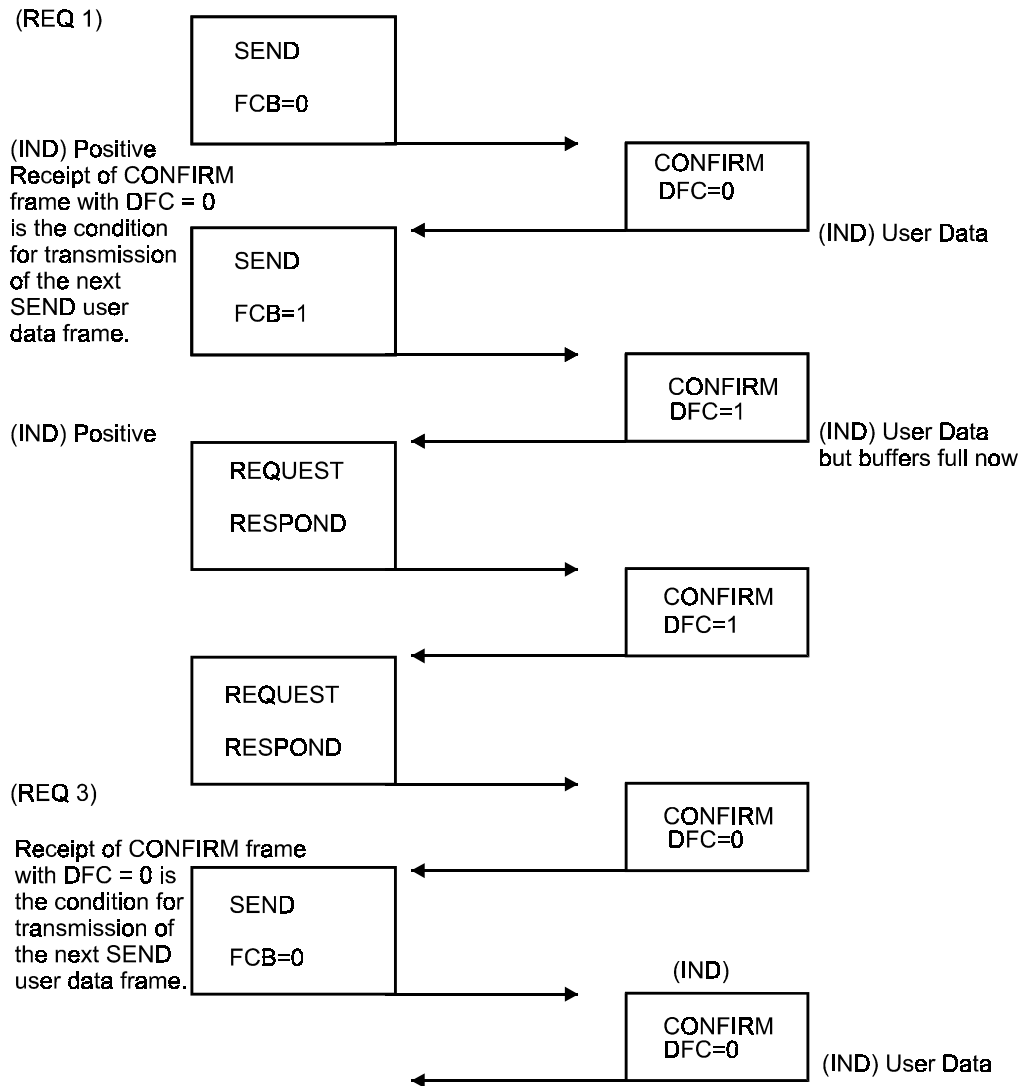 (REQ 1)
SEND
FCB=0
(IND) Positive
Receipt of CONFIRM
frame with DFC = 0
is the condition
for transmission
of the next
SEND user
data frame.
CONFIRM
DFC=0
(IND) User Data
SEND
FCB=1
CONFIRM
DFC=1
(IND) User Data
but buffers full now
(IND) Positive
REQUEST
RESPOND
CONFIRM
DFC=1
REQUEST
RESPOND
(REQ 3)
CONFIRM
DFC=0
Receipt of CONFIRM frame
with DFC = 0 is
the condition for
transmission of
the next SEND
user data frame.
SEND
FCB=0
(IND)
CONFIRM
DFC=0
(IND) User Data